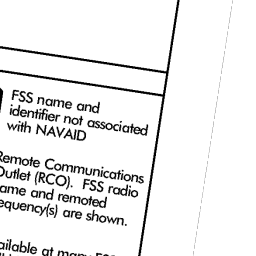 FSS name and
identifier not associated
with NAVAID
Remote Communications
Outlet (RCO). FSS radio
name and remoted
frequency(s) are shown.
available at many FSS